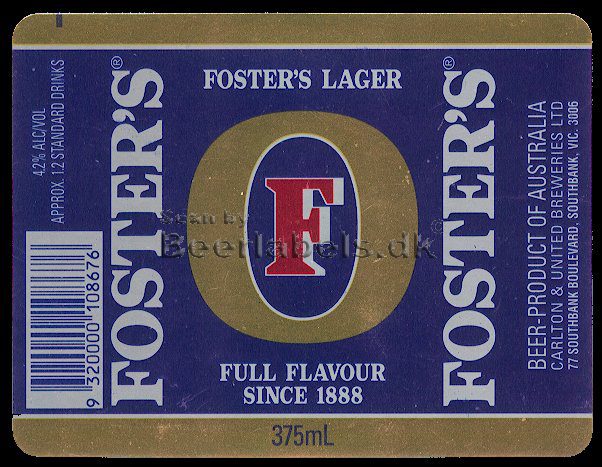 4.2% ALC/VOL
APPROX. 1.2 STANDARD DRINKS
9 320000 108676
FOSTER'S®
FOSTER'S LAGER
F
Scan by
Beerlabels.dk
®
FULL FLAVOUR
SINCE 1888
375mL
FOSTER'S®
BEER-PRODUCT OF AUSTRALIA
CARLTON & UNITED BREWERIES LTD
77 SOUTHBANK BOULEVARD, SOUTHBANK, VIC. 3006